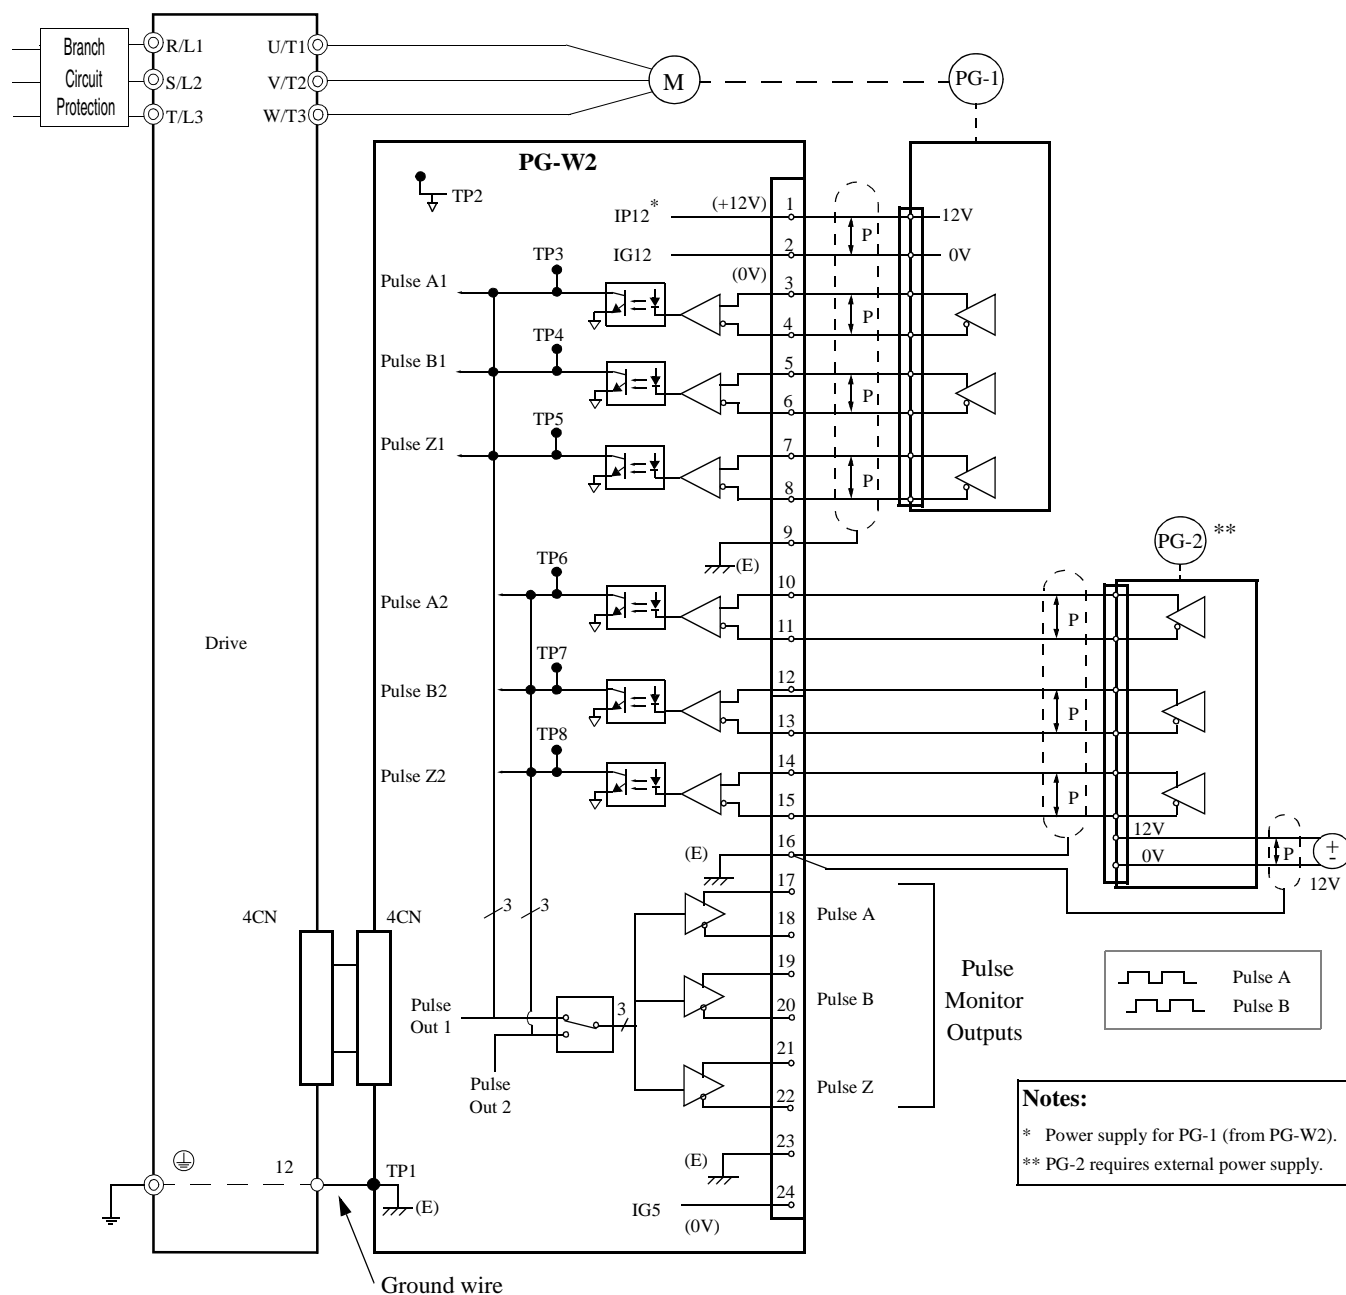 Branch
Circuit
Protection
R/L1
S/L2
T/L3
U/T1
V/T2
W/T3
M
PG-1
PG-W2
TP2
IP12*
(+12V)
1
P
12V
IG12
2
0V
(0V)
Pulse A1
TP3
3
4
P
Pulse B1
TP4
5
6
P
Pulse Z1
TP5
7
8
P
9
(E)
PG-2 **
Drive
Pulse A2
TP6
10
11
P
Pulse B2
TP7
12
13
P
Pulse Z2
TP8
14
15
P
12V
0V
P
+
-
12V
(E)
16
17
18
Pulse A
3
3
4CN
4CN
19
20
Pulse B
Pulse
Monitor
Outputs
Pulse A
Pulse B
Pulse
Out 1
3
Pulse
Out 2
21
22
Pulse Z
Notes:
* Power supply for PG-1 (from PG-W2).
** PG-2 requires external power supply.
(E)
23
12
TP1
(E)
IG5
(0V)
24
Ground wire